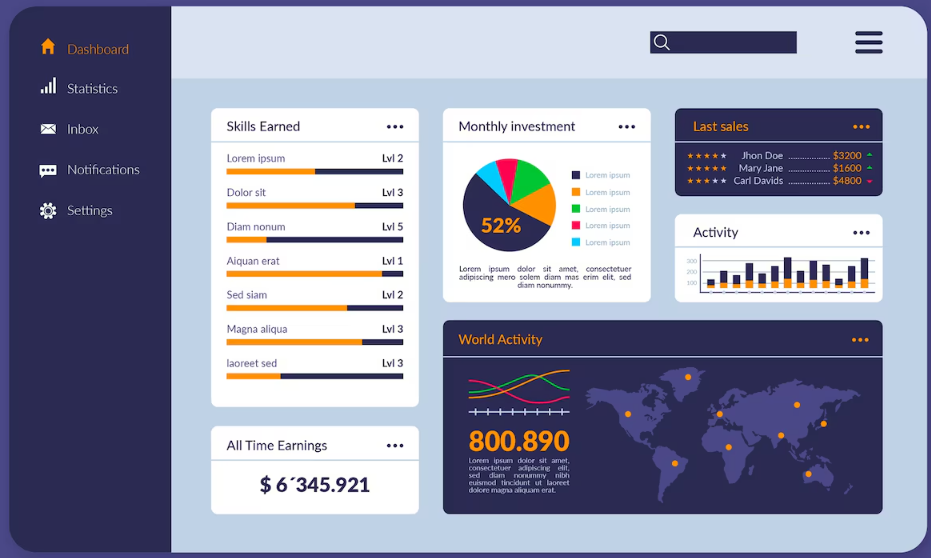 Dashboard
Statistics
Inbox
Notifications
Settings
Skills Earned
Lorem ipsum Lvl 2
Dolor sit Lvl 3
Diam nonum Lvl 5
Aiquan erat Lvl 1
Sed siam Lvl 2
Magna aliqua Lvl 3
laoreet sed Lvl 3
All Time Earnings
$ 6´345.921
Monthly investment
52%
Lorem ipsum
Lorem ipsum
Lorem ipsum
Lorem ipsum
Lorem ipsum
Lorem ipsum dolor sit amet, consectetuer
adipiscing mero solem diam mas erim elit, sed
diam nonummy.
Last sales
Jhon Doe ................ $3200
Mary Jane ................ $1600
Carl Davids ................ $4800
Activity
300
200
100
World Activity
800.890
Lorem ipsum dolor sit amet,
consectetuer adipiscing elit,
sed diam nonummy nibh
euismod tincidunt ut laoreet
dolore magna aliquam erat.